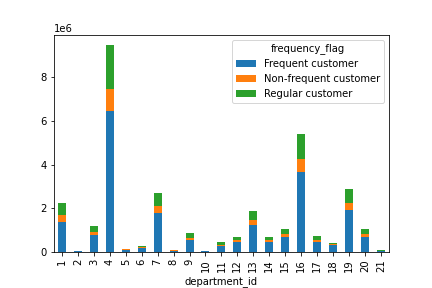 1e6
frequency_flag
Frequent customer
Non-frequent customer
Regular customer
8
6
4
2
0
1 2 3 4 5 6 7 8 9 10 11 12 13 14 15 16 17 18 19 20 21
department_id